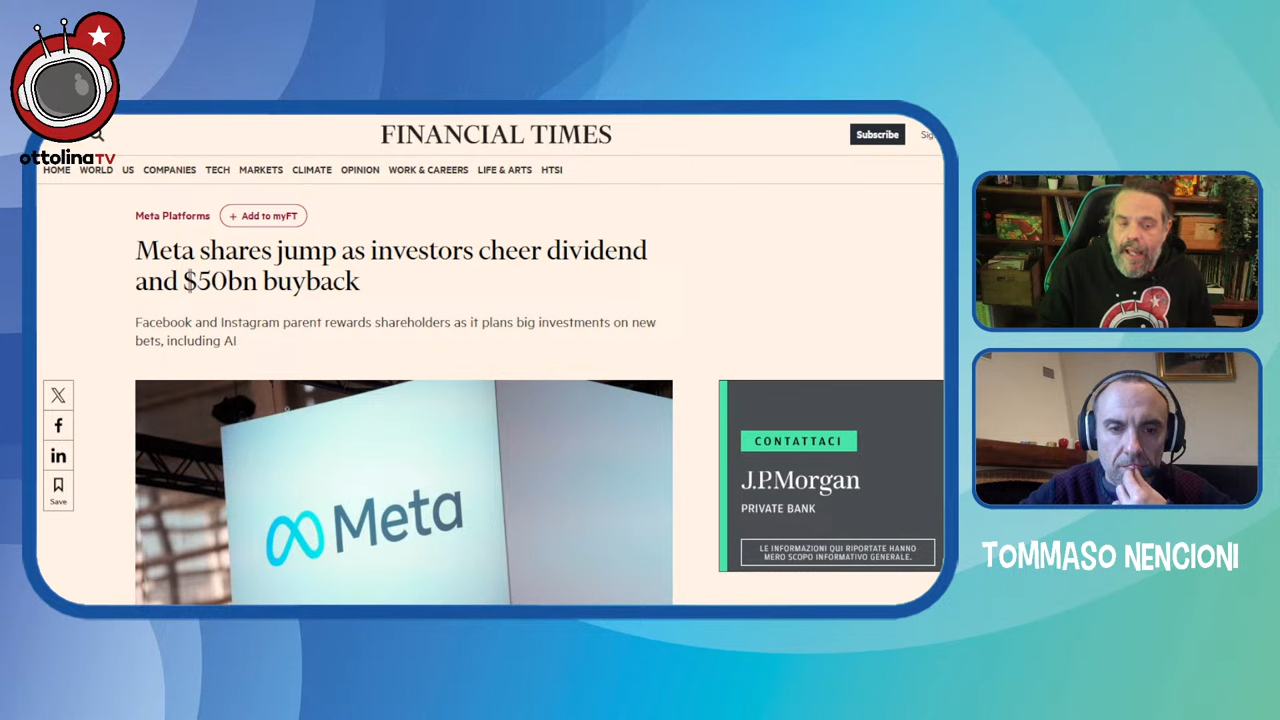 ottolinaTV
FINANCIAL TIMES
Subscribe
HOME WORLD US COMPANIES TECH MARKETS CLIMATE OPINION WORK & CAREERS LIFE & ARTS HTSI
Meta Platforms
+ Add to myFT
Meta shares jump as investors cheer dividend
and $50bn buyback
Facebook and Instagram parent rewards shareholders as it plans big investments on new
bets, including AI
X
f
in
Save
Meta
CONTATTACI
J.P.Morgan
PRIVATE BANK
LE INFORMAZIONI QUI RIPORTATE HANNO
MERO SCOPO INFORMATIVO GENERALE.
TOMMASO NENCIONI